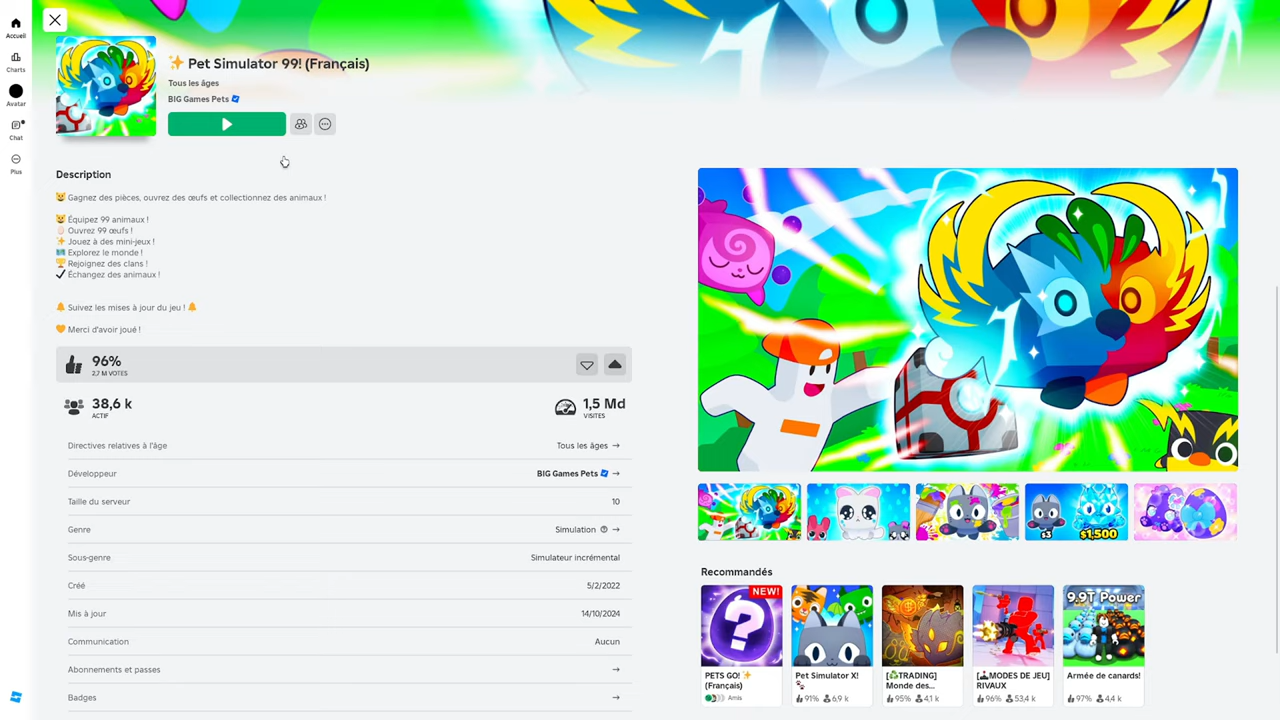 Accueil
Charts
Avatar
Chat
Plus
✨ Pet Simulator 99! (Français)
Tous les âges
BIG Games Pets
Description
😺 Gagnez des pièces, ouvrez des œufs et collectionnez des animaux !
😺 Équipez 99 animaux !
🥚 Ouvrez 99 œufs !
✨ Jouez à des mini-jeux !
🗺️ Explorez le monde !
🏆 Rejoignez des clans !
✔️ Échangez des animaux !
🔔 Suivez les mises à jour du jeu ! 🔔
🧡 Merci d'avoir joué !
96%
2,7 M VOTES
38,6 k
ACTIF
1,5 Md
VISITES
Directives relatives à l'âge
Tous les âges →
Développeur
BIG Games Pets →
Taille du serveur
10
Genre
Simulation →
Sous-genre
Simulateur incrémental
Créé
5/2/2022
Mis à jour
14/10/2024
Communication
Aucun
Abonnements et passes →
Badges →
$3
$1,500
Recommandés
NEW!
PETS GO! ✨
(Français)
Amis
Pet Simulator X!
🐾
91% 6,9 k
[♻️TRADING]
Monde des...
95% 4,1 k
[🕹️MODES DE JEU]
RIVAUX
96% 53,4 k
9.9T Power
Armée de canards!
97% 4,4 k